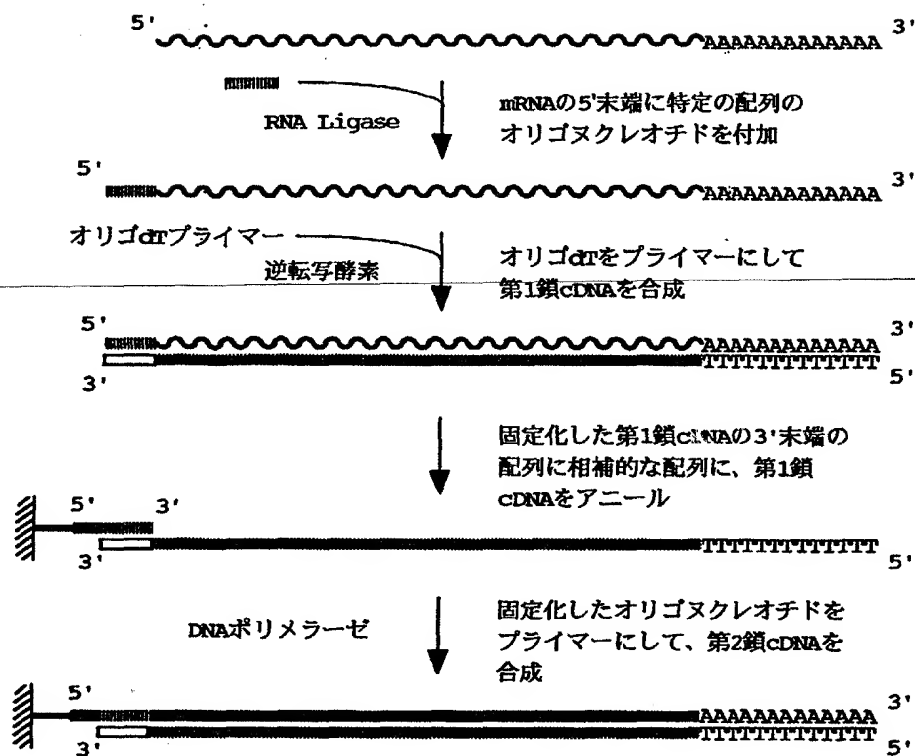 5'
3'
AAAAAAAAAAAAA
RNA Ligase
mRNAの5'末端に特定の配列の
オリゴヌクレオチドを付加
5'
3'
AAAAAAAAAAAAA
オリゴdTプライマー
逆転写酵素
オリゴdTをプライマーにして
第1鎖cDNAを合成
5'
3'
AAAAAAAAAAAAA
TTTTTTTTTTTTT
3'
5'
固定化した第1鎖cDNAの3'末端の
配列に相補的な配列に、第1鎖
cDNAをアニール
5' 3'
TTTTTTTTTTTTT
3'
5'
DNAポリメラーゼ
固定化したオリゴヌクレオチドを
プライマーにして、第2鎖cDNAを
合成
5'
3'
AAAAAAAAAAAAA
TTTTTTTTTTTTT
3'
5'